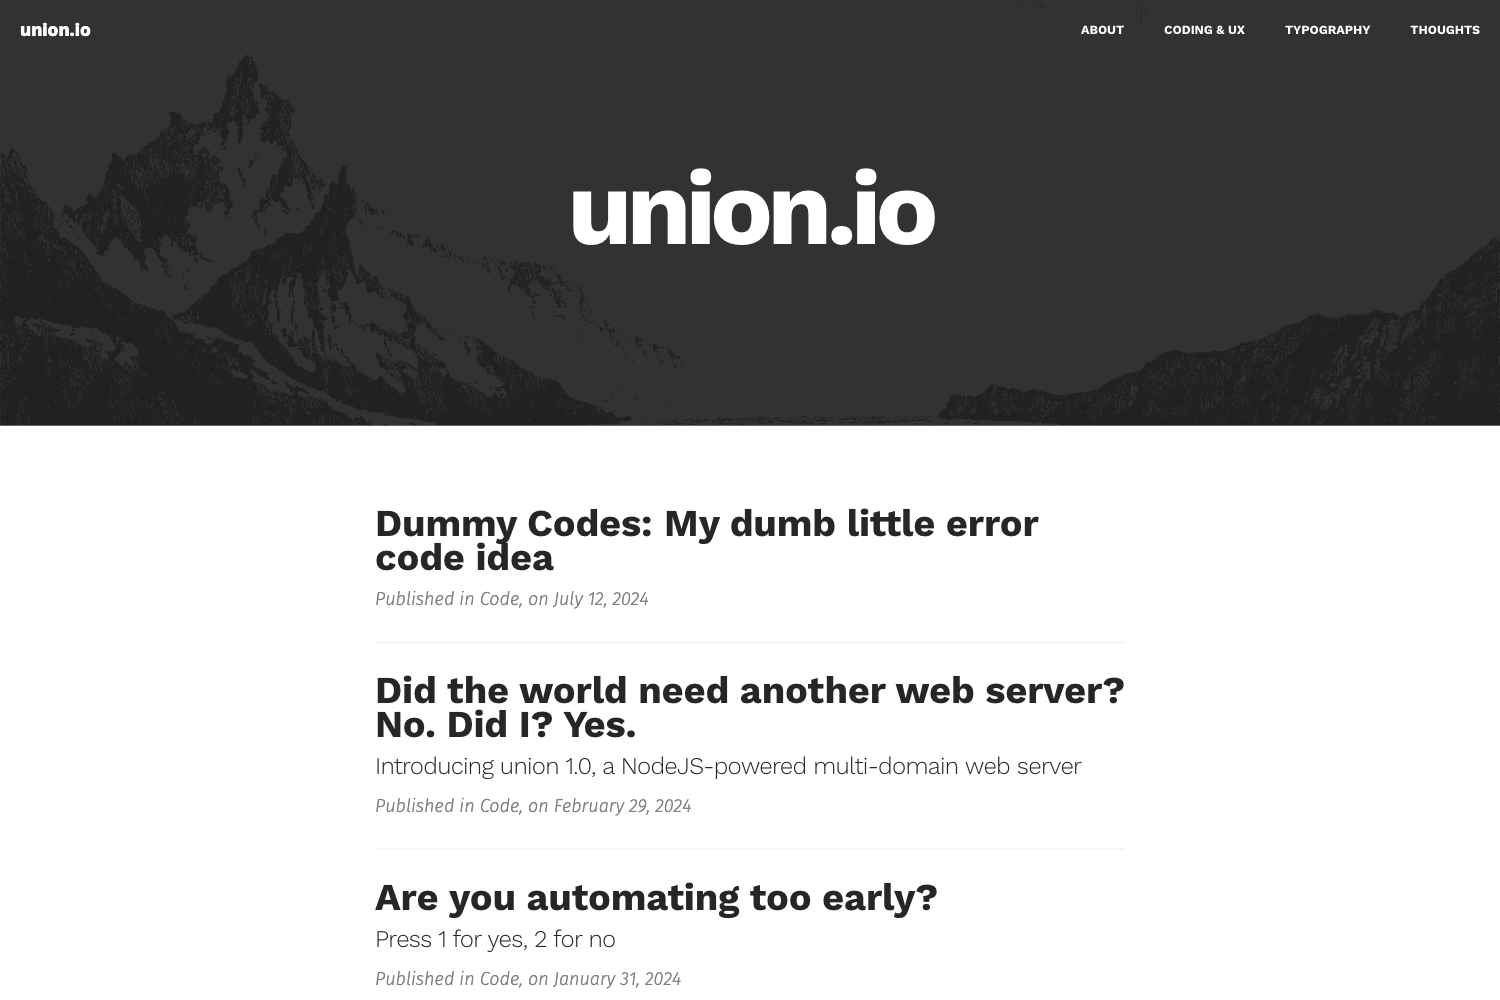 union.io
ABOUT CODING & UX TYPOGRAPHY THOUGHTS
union.io
Dummy Codes: My dumb little error
code idea
Published in Code, on July 12, 2024
Did the world need another web server?
No. Did I? Yes.
Introducing union 1.0, a NodeJS-powered multi-domain web server
Published in Code, on February 29, 2024
Are you automating too early?
Press 1 for yes, 2 for no
Published in Code, on January 31, 2024